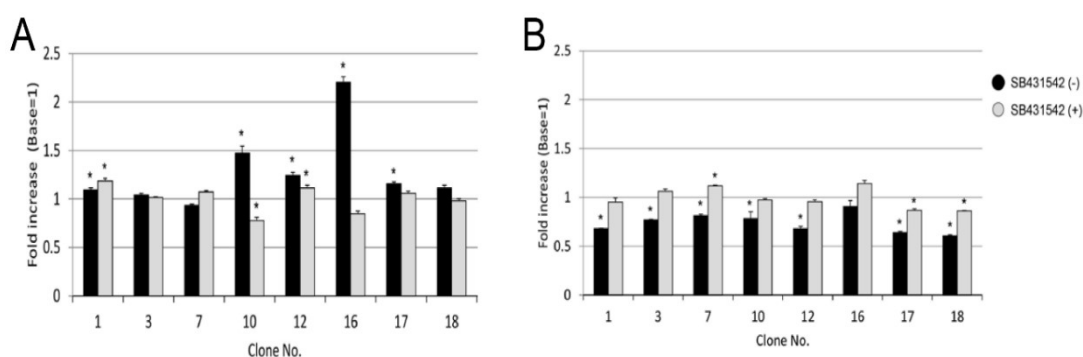 A
B
Fold increase (Base=1)
2.5
2
1.5
1
0.5
0
* * * * * * * *
1 3 7 10 12 16 17 18
Clone No.
Fold increase (Base=1)
2.5
2
1.5
1
0.5
0
* * * * * * * * * *
1 3 7 10 12 16 17 18
Clone No.
SB431542 (-)
SB431542 (+)